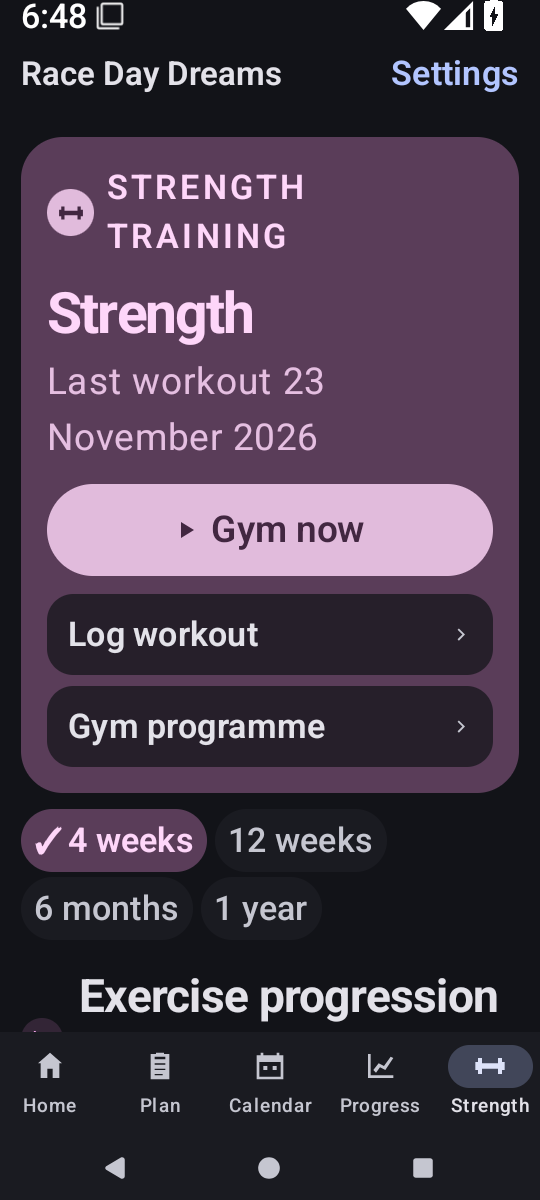 6:48
Race Day Dreams
Settings
STRENGTH
TRAINING
Strength
Last workout 23
November 2026
Gym now
Log workout
Gym programme
✓4 weeks
12 weeks
6 months
1 year
Exercise progression
Home
Plan
Calendar
Progress
Strength